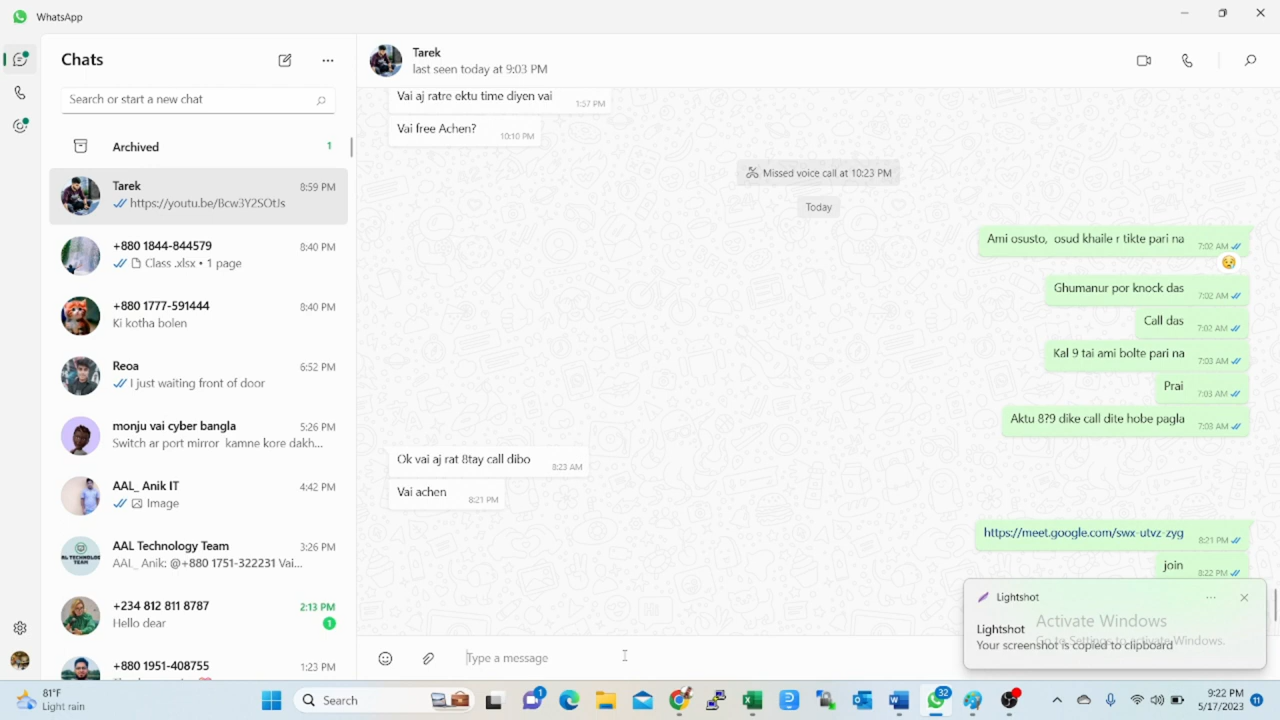 WhatsApp
Chats
Search or start a new chat
Archived
1
Tarek
8:59 PM
https://youtu.be/Bcw3Y2SOtJs
+880 1844-844579
8:40 PM
Class .xlsx • 1 page
+880 1777-591444
8:40 PM
Ki kotha bolen
Reoa
6:52 PM
I just waiting front of door
monju vai cyber bangla
5:26 PM
Switch ar port mirror kamne kore dakh...
AAL_ Anik IT
4:42 PM
Image
AAL Technology Team
3:26 PM
AAL_ Anik: @+880 1751-322231 Vai...
+234 812 811 8787
2:13 PM
Hello dear
1
+880 1951-408755
1:23 PM
Tarek
last seen today at 9:03 PM
Vai aj ratre ektu time diyen vai
1:57 PM
Vai free Achen?
10:10 PM
Missed voice call at 10:23 PM
Today
Ami osusto, osud khaile r tikte pari na
7:02 AM
Ghumanur por knock das
7:02 AM
Call das
7:02 AM
Kal 9 tai ami bolte pari na
7:03 AM
Prai
7:03 AM
Aktu 8?9 dike call dite hobe pagla
7:03 AM
Ok vai aj rat 8tay call dibo
8:23 AM
Vai achen
8:21 PM
https://meet.google.com/swx-utvz-zyg
8:21 PM
join
8:22 PM
Lightshot
Activate Windows
Lightshot
Go to Settings to activate Windows.
Your screenshot is copied to clipboard
Type a message
81°F
Light rain
Search
1
32
9:22 PM
5/17/2023
11